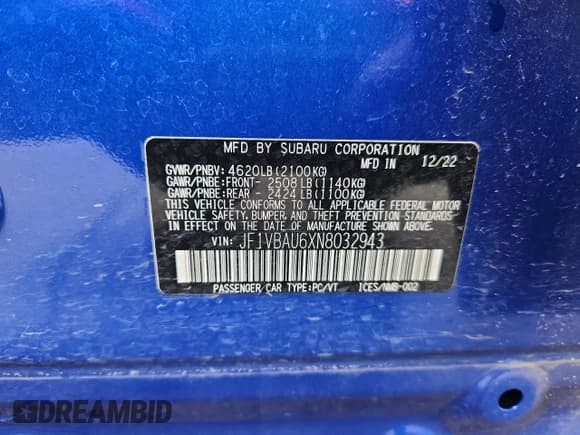 MFD BY SUBARU CORPORATION
GVWR/PNBV: 4620LB(2100KG) MFD IN 12/22
GAWR/PNBE:FRONT- 2508LB(1140KG)
GAWR/PNBE:REAR - 2424LB(1100KG)
THIS VEHICLE CONFORMS TO ALL APPLICABLE FEDERAL MOTOR
VEHICLE SAFETY, BUMPER, AND THEFT PREVENTION STANDARDS
IN EFFECT ON THE DATE OF MANUFACTURE SHOWN ABOVE.
VIN: JF1VBAU6XN8032943
PASSENGER/CAR TYPE:PC/VT ICES/NMB-002
DREAMBID